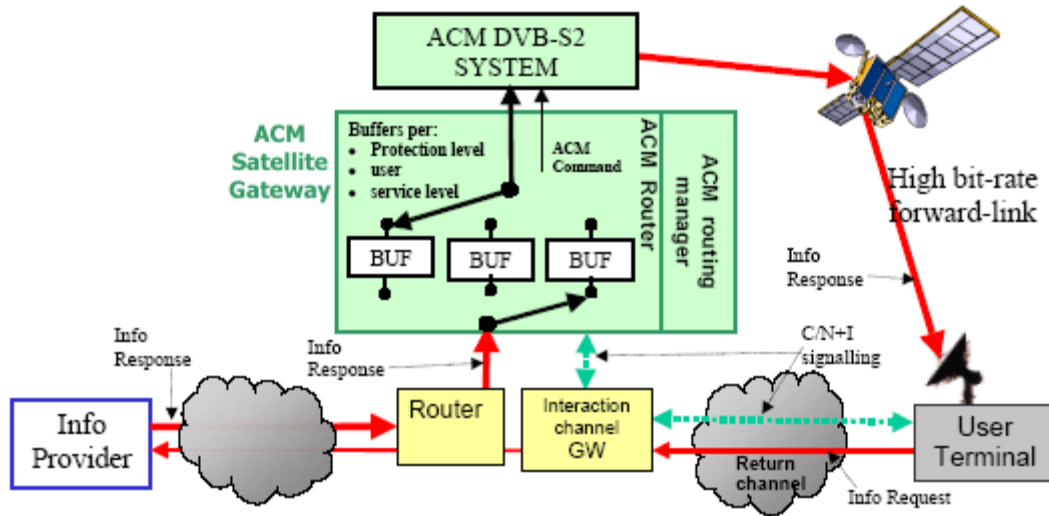 ACM DVB-S2
SYSTEM
ACM
Satellite
Gateway
Buffers per:
• Protection level
• user
• service level
ACM
Command
ACM Router
ACM routing
manager
BUF
BUF
BUF
High bit-rate
forward-link
Info
Response
Info
Response
Info
Response
C/N+I
signalling
Info
Provider
Router
Interaction
channel
GW
Return
channel
User
Terminal
Info Request